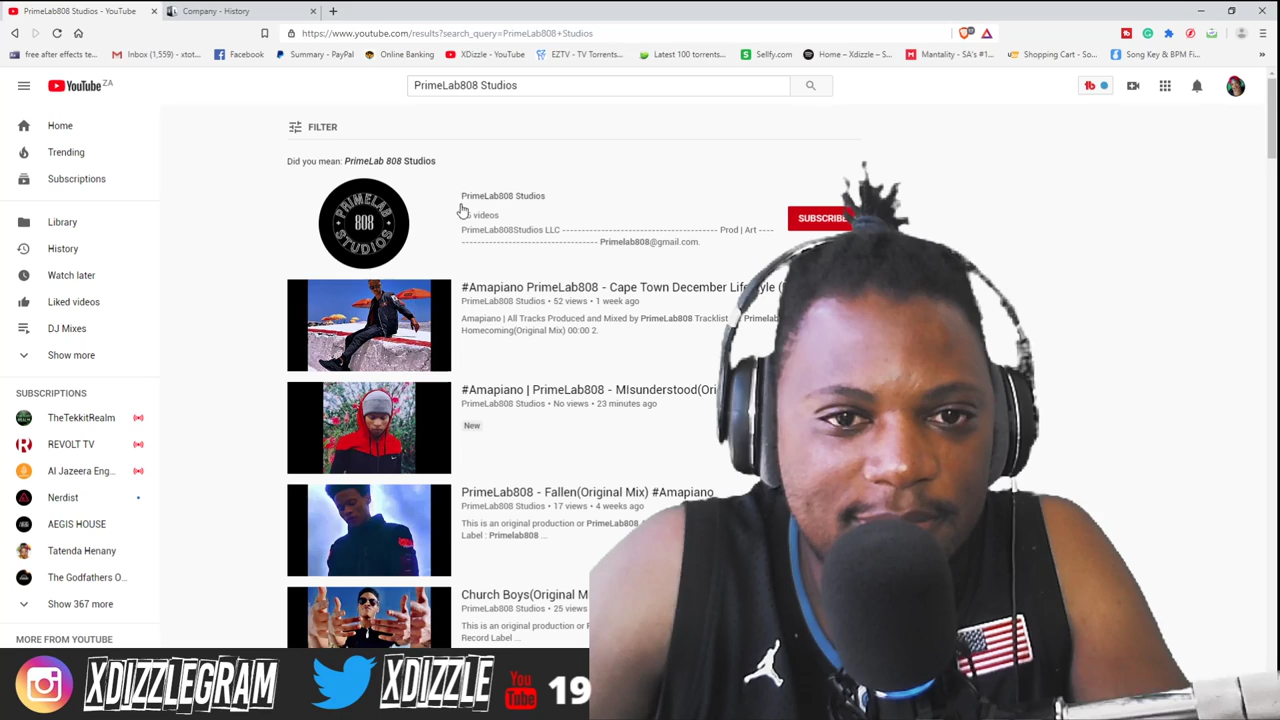 PrimeLab808 Studios - YouTube
Company - History
https://www.youtube.com/results?search_query=PrimeLab808+Studios
free after effects te...
Inbox (1,559) - xtot...
Facebook
Summary - PayPal
Online Banking
XDizzle - YouTube
EZTV - TV Torrents...
Latest 100 torrents...
Sellfy.com
Home – Xdizzle – S...
Mantality - SA's #1...
Shopping Cart - So...
Song Key & BPM Fi...
YouTube ZA
PrimeLab808 Studios
Home
Trending
Subscriptions
Library
History
Watch later
Liked videos
DJ Mixes
Show more
SUBSCRIPTIONS
TheTekkitRealm
REVOLT TV
Al Jazeera Eng...
Nerdist
AEGIS HOUSE
Tatenda Henany
The Godfathers O...
Show 367 more
MORE FROM YOUTUBE
FILTER
Did you mean: PrimeLab 808 Studios
PRIMELAB
808
STUDIOS
PrimeLab808 Studios
videos
PrimeLab808Studios LLC --------------------------------------- Prod | Art ----
---------------------------------- Primelab808@gmail.com.
SUBSCRIBE
#Amapiano PrimeLab808 - Cape Town December
PrimeLab808 Studios • 52 views • 1 week ago
Amapiano | All Tracks Produced and Mixed by PrimeLab808 Tracklist
Homecoming(Original Mix) 00:00 2.
#Amapiano | PrimeLab808 - MIsunderstood(Ori
PrimeLab808 Studios • No views • 23 minutes ago
New
PrimeLab808 - Fallen(Original Mix) #Amapiano
PrimeLab808 Studios • 17 views • 4 weeks ago
This is an original production or PrimeLab808
Label : Primelab808 ...
Church Boys(Original M
PrimeLab808 Studios • 25 views
This is an original production or
Record Label ...
XDIZZLEGRAM
XDIZZLE
You
Tube
19